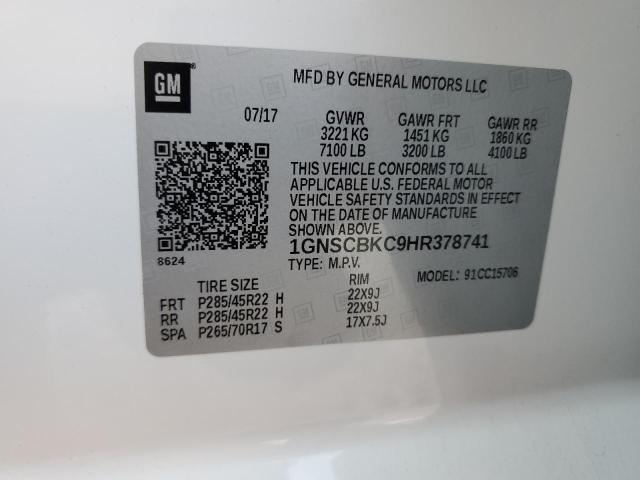 GM
MFD BY GENERAL MOTORS LLC
07/17 GVWR GAWR FRT GAWR RR
3221 KG 1451 KG 1860 KG
7100 LB 3200 LB 4100 LB
THIS VEHICLE CONFORMS TO ALL
APPLICABLE U.S. FEDERAL MOTOR
VEHICLE SAFETY STANDARDS IN EFFECT
ON THE DATE OF MANUFACTURE
SHOWN ABOVE.
1GNSCBKC9HR378741
8624
TYPE: M.P.V. MODEL: 91CC15706
TIRE SIZE RIM
FRT P285/45R22 H 22X9J
RR P285/45R22 H 22X9J
SPA P265/70R17 S 17X7.5J